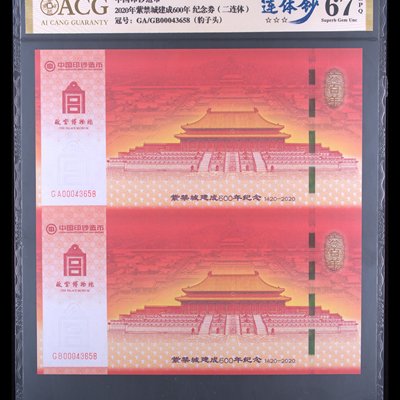 ACG
AI CANG GUARANTY
2020年紫禁城建成600年 纪念券（二连体）
冠号：GA/GB00043658（豹子头）
连体钞
☆☆☆
67
Superb Gem Unc
PQ
中国印钞造币
宫
故宫博物院
THE PALACE MUSEUM
GA00043658
紫禁城建成600年纪念 1420-2020
中国印钞造币
宫
故宫博物院
THE PALACE MUSEUM
GB00043658
紫禁城建成600年纪念 1420-2020